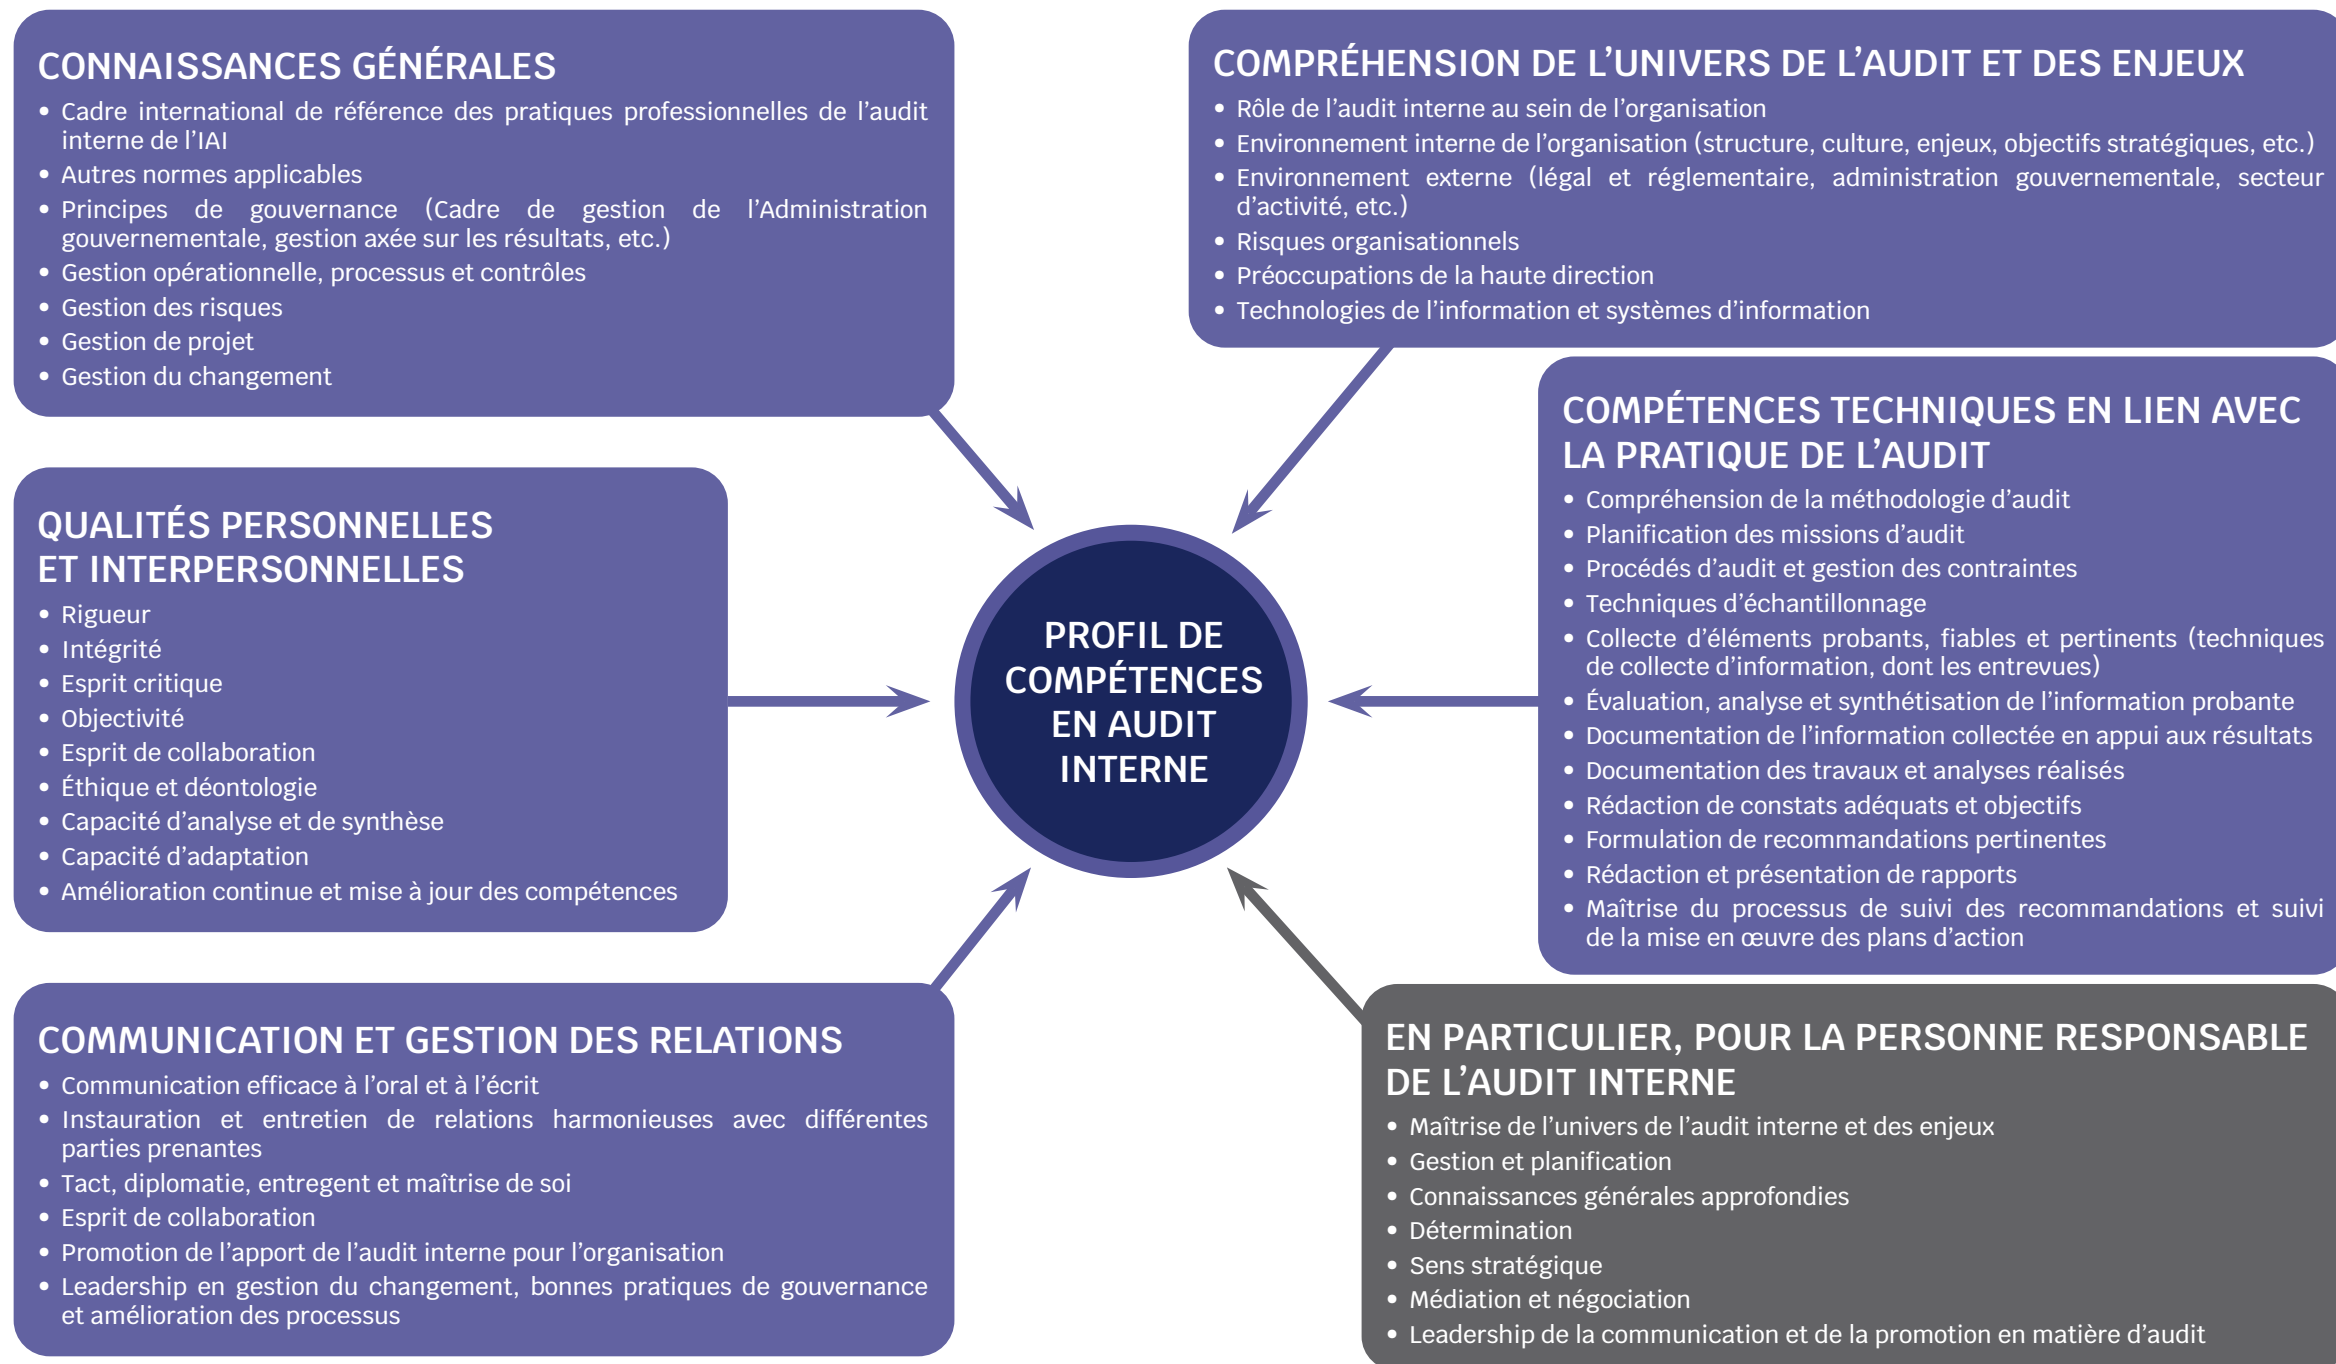 CONNAISSANCES GÉNÉRALES
• Cadre international de référence des pratiques professionnelles de l’audit
interne de l’IAI
• Autres normes applicables
• Principes de gouvernance (Cadre de gestion de l’Administration
gouvernementale, gestion axée sur les résultats, etc.)
• Gestion opérationnelle, processus et contrôles
• Gestion des risques
• Gestion de projet
• Gestion du changement
COMPRÉHENSION DE L’UNIVERS DE L’AUDIT ET DES ENJEUX
• Rôle de l’audit interne au sein de l’organisation
• Environnement interne de l’organisation (structure, culture, enjeux, objectifs stratégiques, etc.)
• Environnement externe (légal et réglementaire, administration gouvernementale, secteur
d’activité, etc.)
• Risques organisationnels
• Préoccupations de la haute direction
• Technologies de l’information et systèmes d’information
QUALITÉS PERSONNELLES
ET INTERPERSONNELLES
• Rigueur
• Intégrité
• Esprit critique
• Objectivité
• Esprit de collaboration
• Éthique et déontologie
• Capacité d’analyse et de synthèse
• Capacité d’adaptation
• Amélioration continue et mise à jour des compétences
PROFIL DE
COMPÉTENCES
EN AUDIT
INTERNE
COMPÉTENCES TECHNIQUES EN LIEN AVEC
LA PRATIQUE DE L’AUDIT
• Compréhension de la méthodologie d’audit
• Planification des missions d’audit
• Procédés d’audit et gestion des contraintes
• Techniques d’échantillonnage
• Collecte d’éléments probants, fiables et pertinents (techniques
de collecte d’information, dont les entrevues)
• Évaluation, analyse et synthétisation de l’information probante
• Documentation de l’information collectée en appui aux résultats
• Documentation des travaux et analyses réalisés
• Rédaction de constats adéquats et objectifs
• Formulation de recommandations pertinentes
• Rédaction et présentation de rapports
• Maîtrise du processus de suivi des recommandations et suivi
de la mise en œuvre des plans d’action
COMMUNICATION ET GESTION DES RELATIONS
• Communication efficace à l’oral et à l’écrit
• Instauration et entretien de relations harmonieuses avec différentes
parties prenantes
• Tact, diplomatie, entregent et maîtrise de soi
• Esprit de collaboration
• Promotion de l’apport de l’audit interne pour l’organisation
• Leadership en gestion du changement, bonnes pratiques de gouvernance
et amélioration des processus
EN PARTICULIER, POUR LA PERSONNE RESPONSABLE
DE L’AUDIT INTERNE
• Maîtrise de l’univers de l’audit interne et des enjeux
• Gestion et planification
• Connaissances générales approfondies
• Détermination
• Sens stratégique
• Médiation et négociation
• Leadership de la communication et de la promotion en matière d’audit